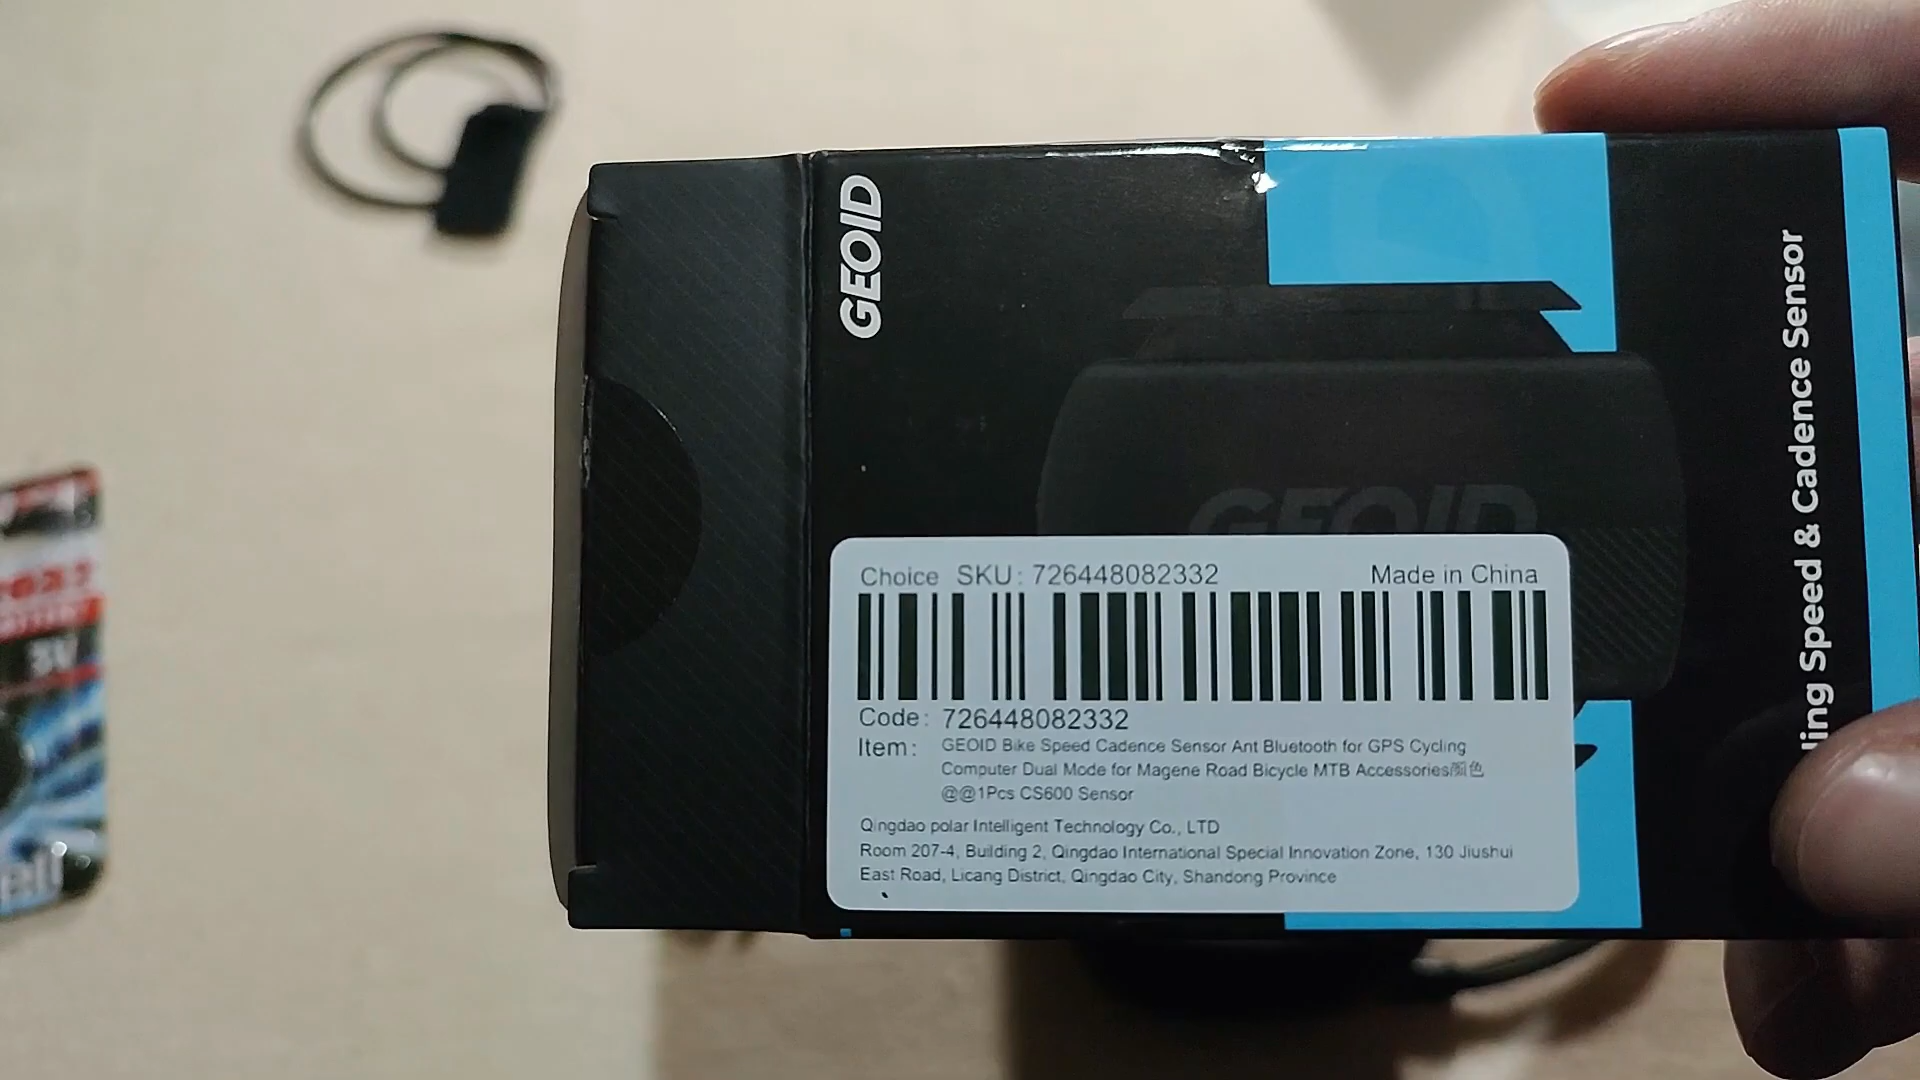 GEOID
GEOID
ling Speed & Cadence Sensor
Choice SKU: 726448082332 Made in China
Code: 726448082332
Item: GEOID Bike Speed Cadence Sensor Ant Bluetooth for GPS Cycling
Computer Dual Mode for Magene Road Bicycle MTB Accessories颜色
@@1Pcs CS600 Sensor
Qingdao polar Intelligent Technology Co., LTD
Room 207-4, Building 2, Qingdao International Special Innovation Zone, 130 Jiushui
East Road, Licang District, Qingdao City, Shandong Province
3V
ell